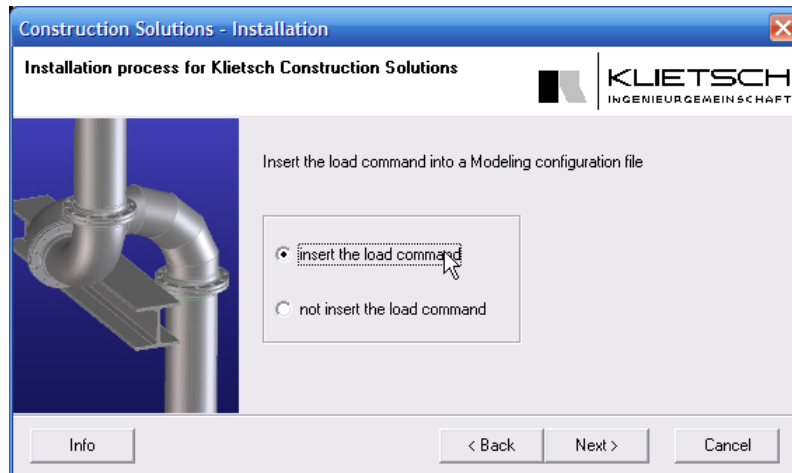 Construction Solutions - Installation
Installation process for Klietsch Construction Solutions
KLIETSCH
INGENIEURGEMEINSCHAFT
Insert the load command into a Modeling configuration file
insert the load command
not insert the load command
Info
< Back
Next >
Cancel